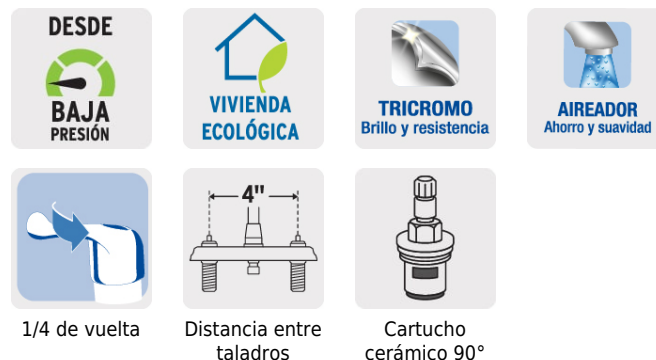 DESDE
BAJA
PRESIÓN
VIVIENDA
ECOLÓGICA
TRICROMO
Brillo y resistencia
AIREADOR
Ahorro y suavidad
4"
1/4 de vuelta
Distancia entre
taladros
Cartucho
cerámico 90°